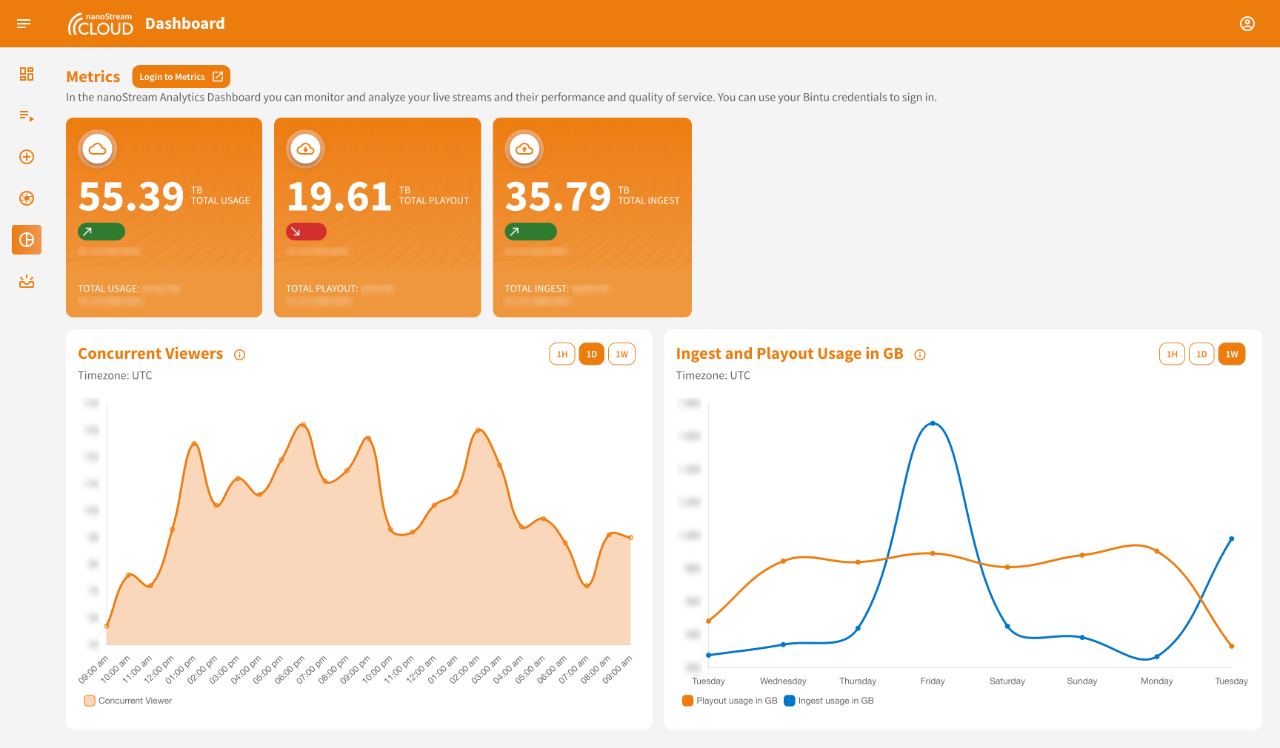 nanoStream
CLOUD
Dashboard
Metrics
Login to Metrics
In the nanoStream Analytics Dashboard you can monitor and analyze your live streams and their performance and quality of service. You can use your Bintu credentials to sign in.
55.39 TB TOTAL USAGE
TOTAL USAGE:
19.61 TB TOTAL PLAYOUT
TOTAL PLAYOUT:
35.79 TB TOTAL INGEST
TOTAL INGEST:
Concurrent Viewers
1H 1D 1W
Timezone: UTC
09:00 am 10:00 am 11:00 am 12:00 pm 01:00 pm 02:00 pm 03:00 pm 04:00 pm 05:00 pm 06:00 pm 07:00 pm 08:00 pm 09:00 pm 10:00 pm 11:00 pm 12:00 am 01:00 am 02:00 am 03:00 am 04:00 am 05:00 am 06:00 am 07:00 am 08:00 am 09:00 am
Concurrent Viewer
Ingest and Playout Usage in GB
1H 1D 1W
Timezone: UTC
Tuesday Wednesday Thursday Friday Saturday Sunday Monday Tuesday
Playout usage in GB Ingest usage in GB